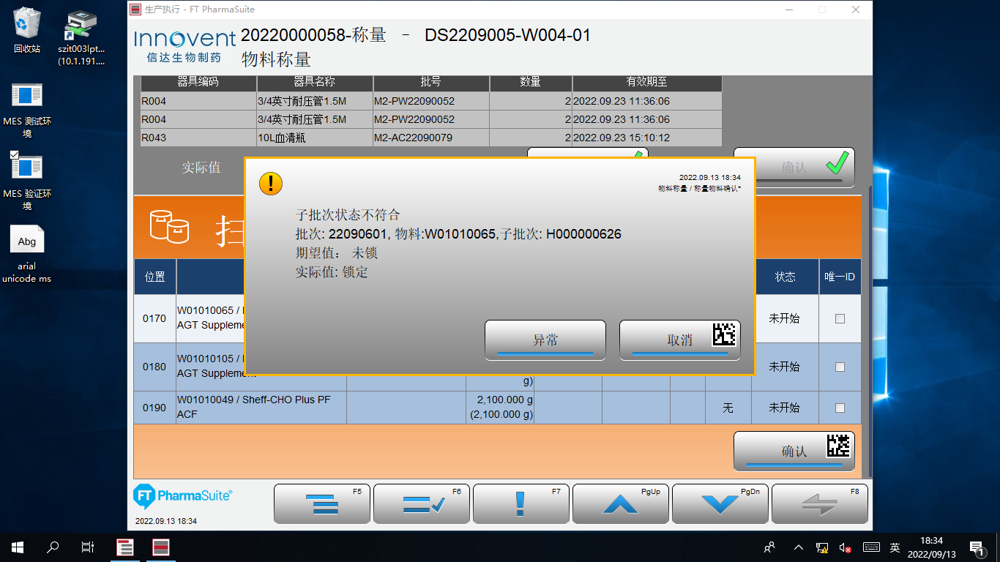 生产执行 - FT PharmaSuite
回收站
szit003lpt...
(10.1.191....
MES 测试环
境
MES 验证环
境
Abg
arial
unicode ms
Innovent
信达生物制药
20220000058-称量 - DS2209005-W004-01
物料称量
器具编码 器具名称 批号 数量 有效期至
R004 3/4英寸耐压管1.5M M2-PW22090052 2 2022.09.23 11:36:06
R004 3/4英寸耐压管1.5M M2-PW22090052 2 2022.09.23 11:36:06
R043 10L血清瓶 M2-AC22090079 2 2022.09.23 15:10:12
实际值 确认
2022.09.13 18:34
物料称量 / 称量物料确认*
子批次状态不符合
批次: 22090601, 物料:W01010065,子批次: H000000626
期望值: 未锁
实际值: 锁定
异常 取消
扫
位置 状态 唯一ID
0170 W01010065 /
AGT Suppleme 未开始
0180 W01010105 /
AGT Supplement
g) 未开始
0190 W01010049 / Sheff-CHO Plus PF
ACF 2,100.000 g
(2,100.000 g) 无 未开始
确认
FT PharmaSuite®
2022.09.13 18:34
F5 F6 F7 PgUp PgDn F8
英 18:34
2022/09/13
1